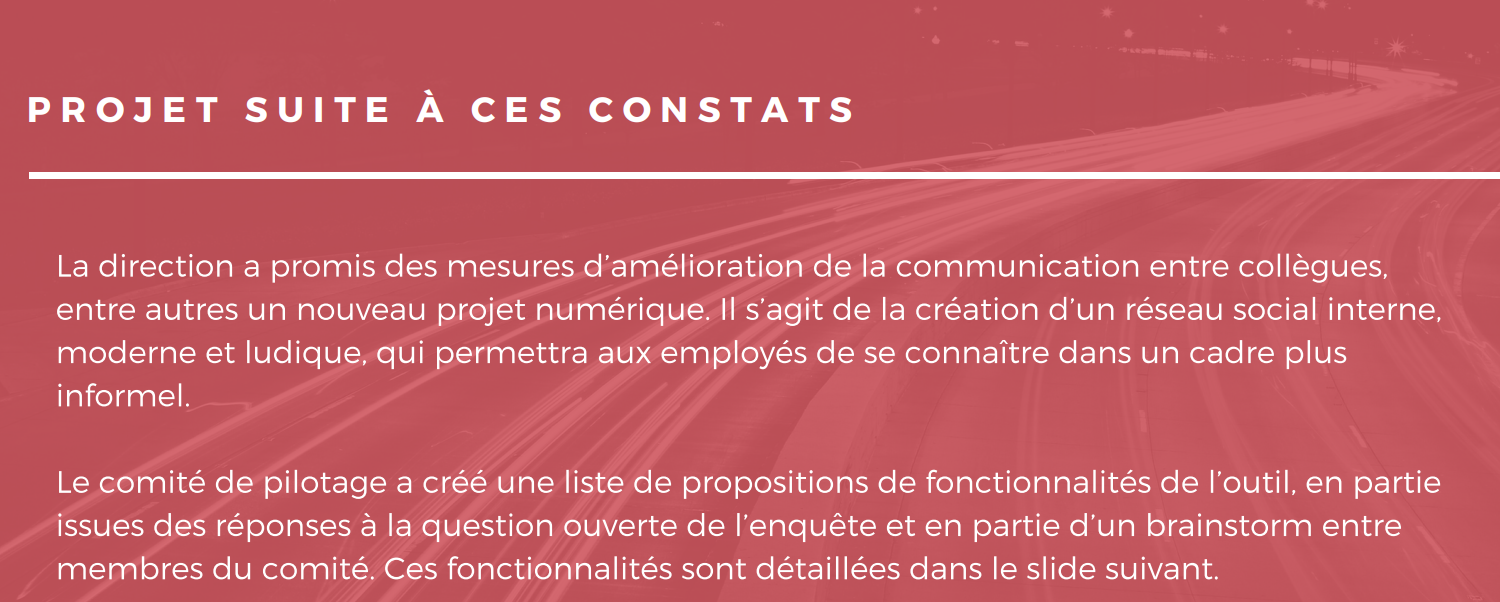 PROJET SUITE À CES CONSTATS
La direction a promis des mesures d’amélioration de la communication entre collègues,
entre autres un nouveau projet numérique. Il s’agit de la création d’un réseau social interne,
moderne et ludique, qui permettra aux employés de se connaître dans un cadre plus
informel.
Le comité de pilotage a créé une liste de propositions de fonctionnalités de l’outil, en partie
issues des réponses à la question ouverte de l’enquête et en partie d’un brainstorm entre
membres du comité. Ces fonctionnalités sont détaillées dans le slide suivant.